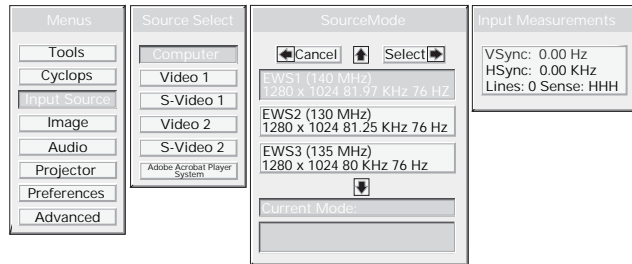 Menus
Tools
Cyclops
Input Source
Image
Audio
Projector
Preferences
Advanced
Source Select
Computer
Video 1
S-Video 1
Video 2
S-Video 2
Adobe Acrobat Player
System
SourceMode
Cancel Select
EWS1 (140 MHz)
1280 x 1024 81.97 KHz 76 HZ
EWS2 (130 MHz)
1280 x 1024 81.25 KHz 76 Hz
EWS3 (135 MHz)
1280 x 1024 80 KHz 76 Hz
Current Mode:
Input Measurements
VSync: 0.00 Hz
HSync: 0.00 KHz
Lines: 0 Sense: HHH